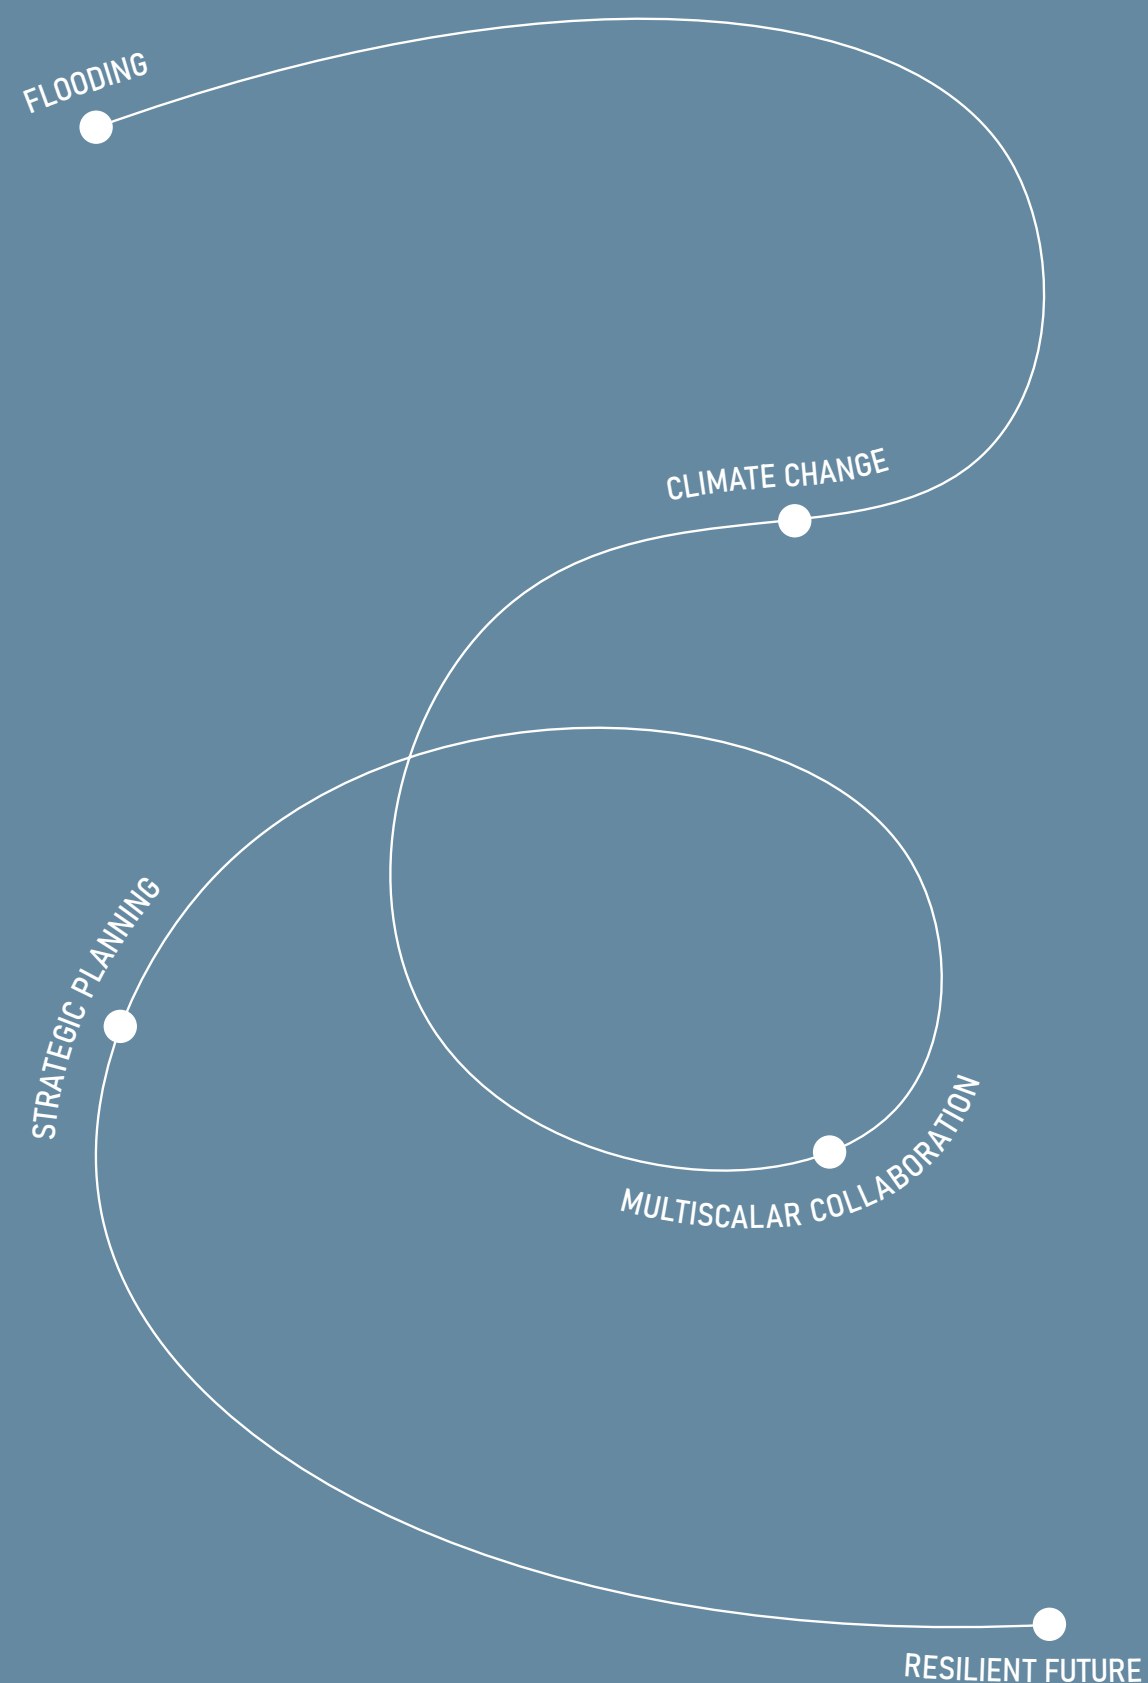 FLOODING
CLIMATE CHANGE
STRATEGIC PLANNING
MULTISCALAR COLLABORATION
RESILIENT FUTURE